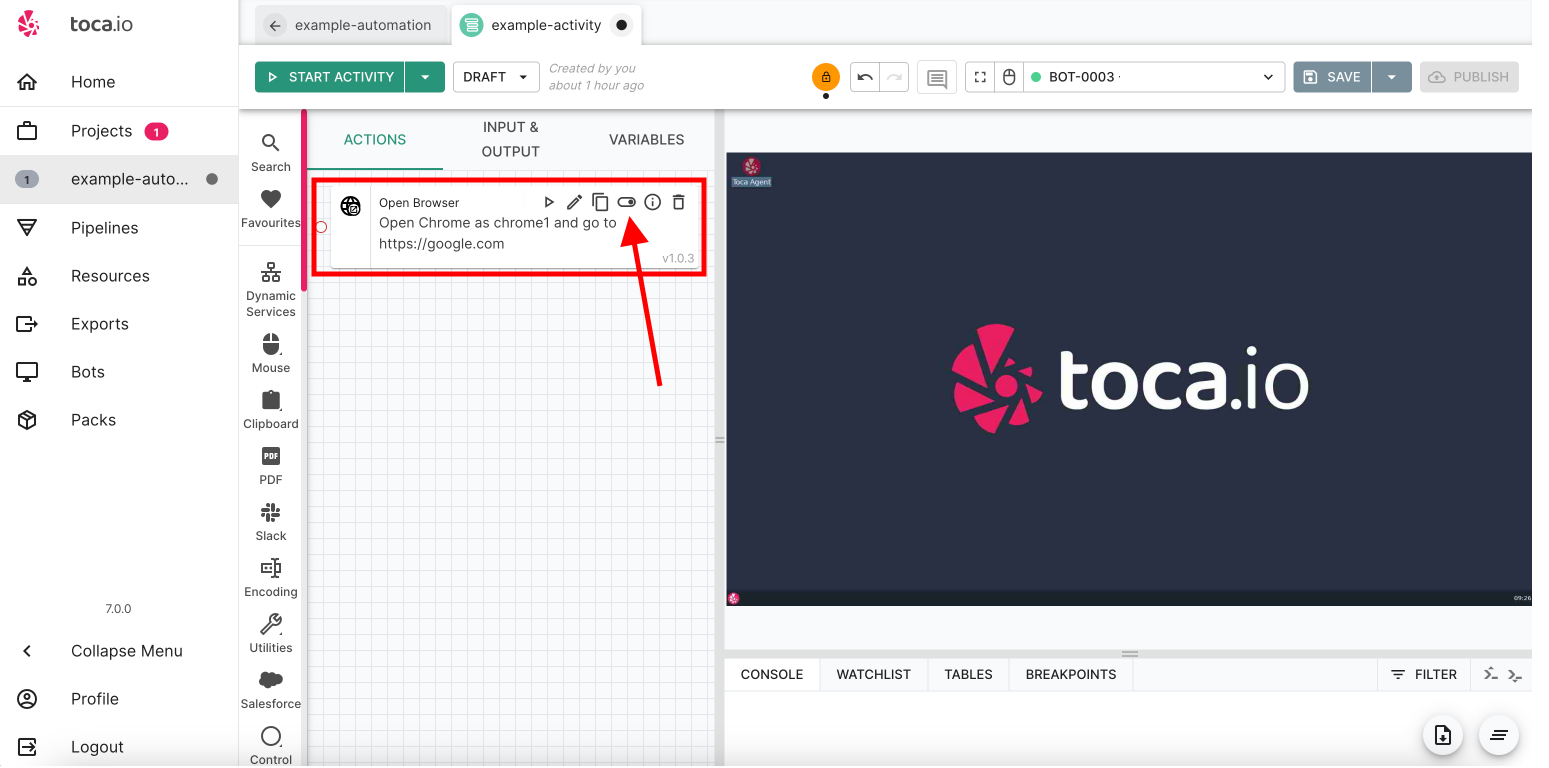 toca.io
example-automation
example-activity
START ACTIVITY
DRAFT
Created by you
about 1 hour ago
BOT-0003
SAVE
PUBLISH
Home
Projects
1
1
example-auto...
Pipelines
Resources
Exports
Bots
Packs
7.0.0
Collapse Menu
Profile
Logout
Search
Favourites
Dynamic
Services
Mouse
Clipboard
PDF
PDF
Slack
Encoding
Utilities
Salesforce
Control
ACTIONS
INPUT &
OUTPUT
VARIABLES
Open Browser
Open Chrome as chrome1 and go to
https://google.com
v1.0.3
Toca Agent
toca.io
09:26
CONSOLE
WATCHLIST
TABLES
BREAKPOINTS
FILTER